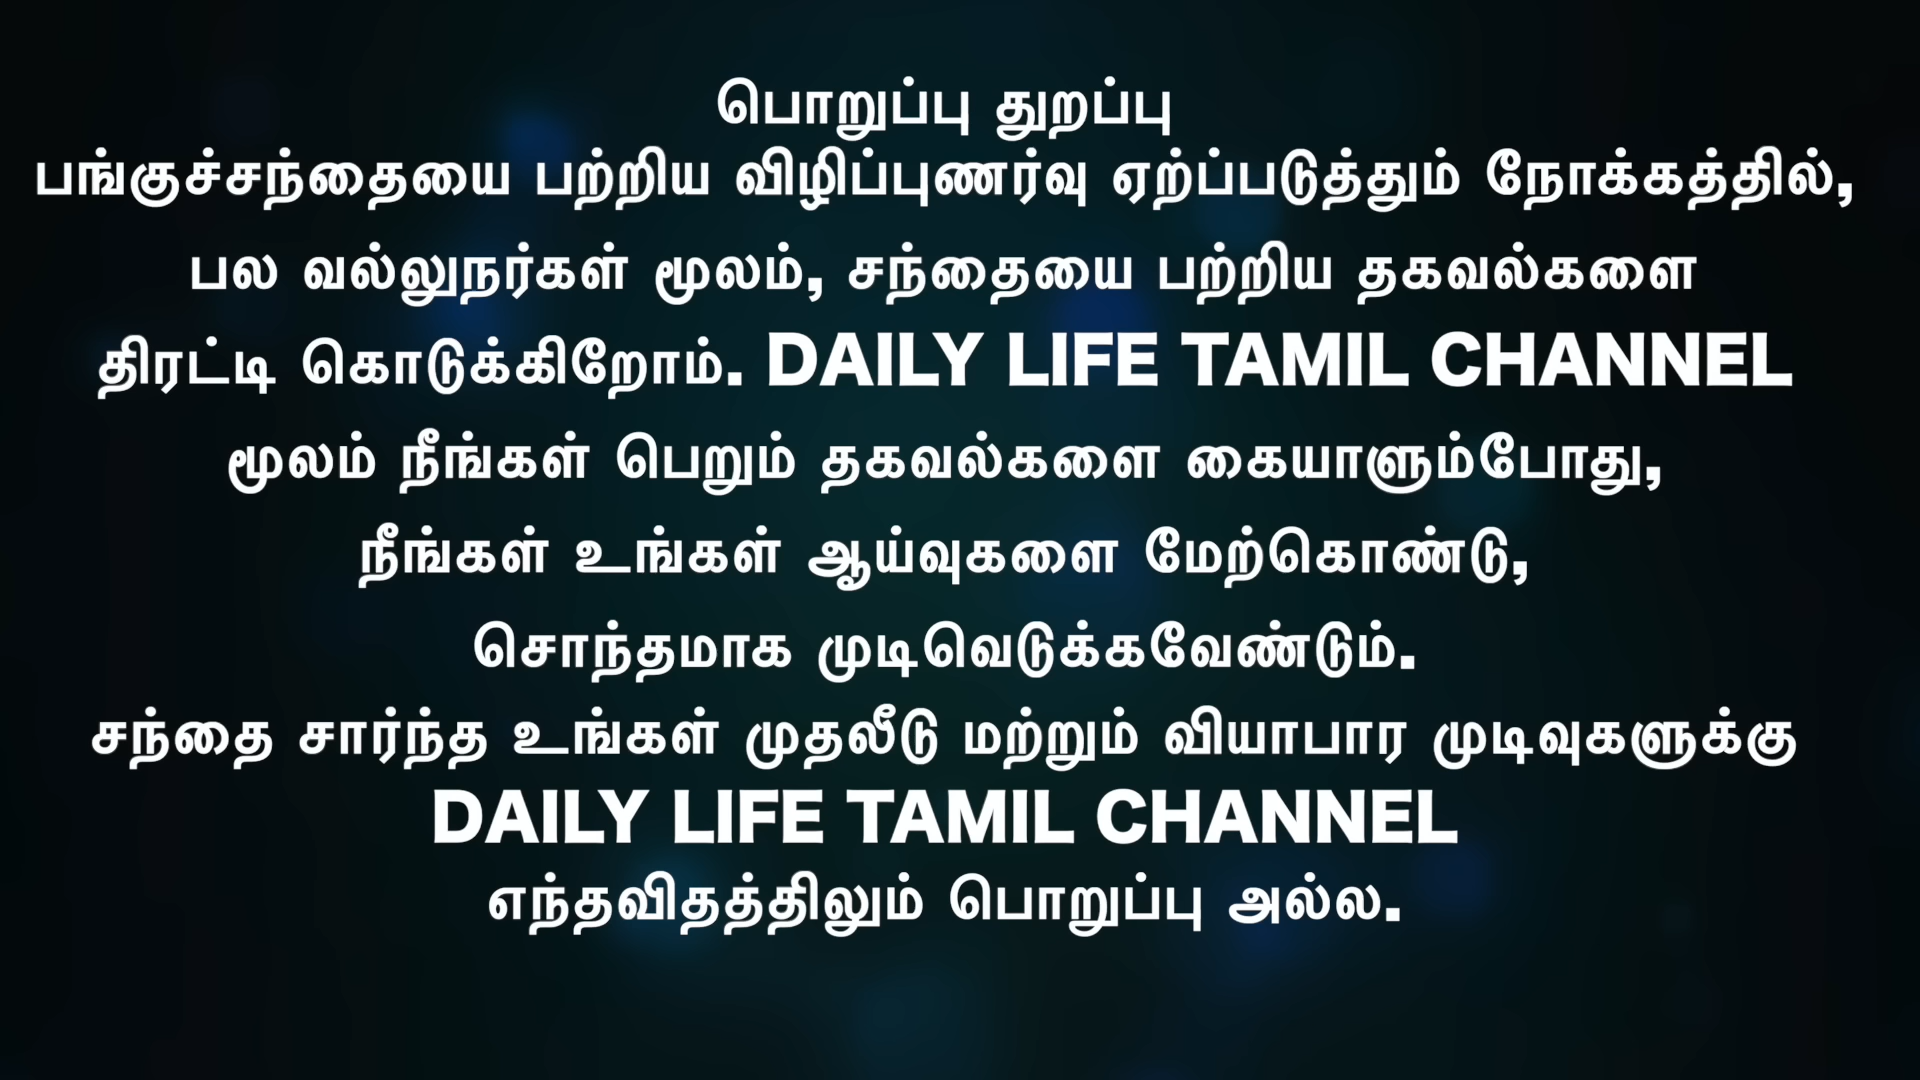 பொறுப்பு துறப்பு
பங்குச்சந்தையை பற்றிய விழிப்புணர்வு ஏற்ப்படுத்தும் நோக்கத்தில்,
பல வல்லுநர்கள் மூலம், சந்தையை பற்றிய தகவல்களை
திரட்டி கொடுக்கிறோம். DAILY LIFE TAMIL CHANNEL
மூலம் நீங்கள் பெறும் தகவல்களை கையாளும்போது,
நீங்கள் உங்கள் ஆய்வுகளை மேற்கொண்டு,
சொந்தமாக முடிவெடுக்கவேண்டும்.
சந்தை சார்ந்த உங்கள் முதலீடு மற்றும் வியாபார முடிவுகளுக்கு
DAILY LIFE TAMIL CHANNEL
எந்தவிதத்திலும் பொறுப்பு அல்ல.